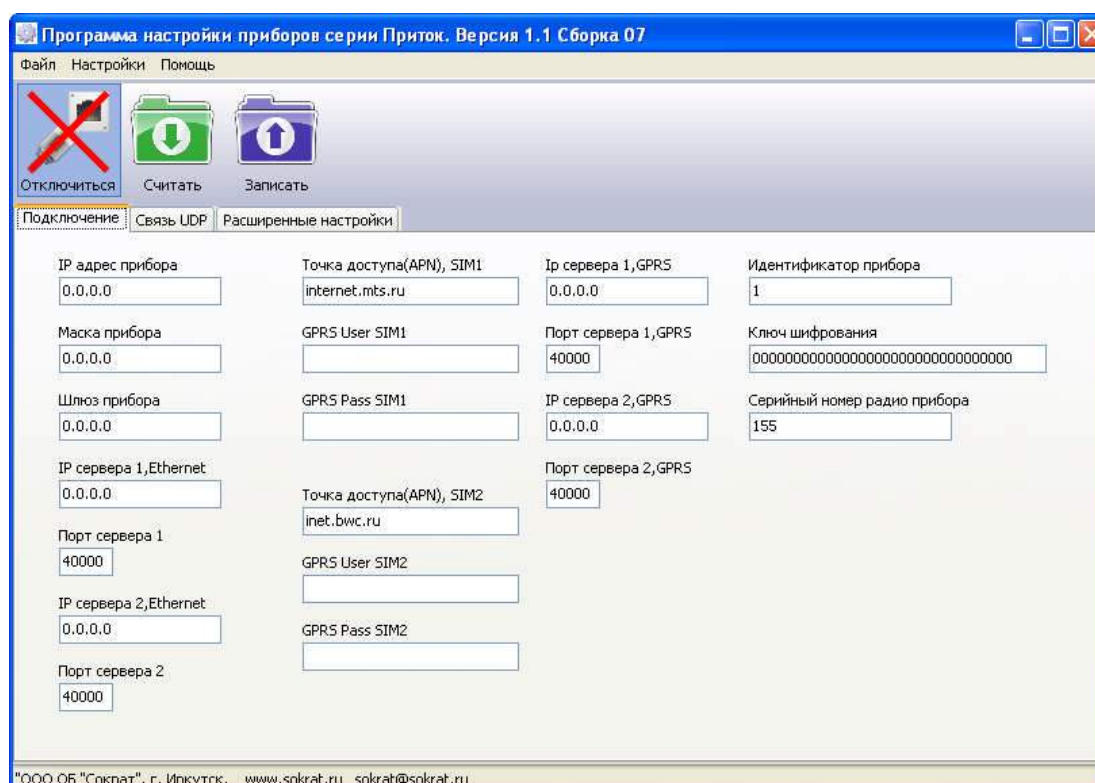 Программа настройки приборов серии Приток. Версия 1.1 Сборка 07
Файл Настройки Помощь
Отключиться Считать Записать
Подключение Связь UDP Расширенные настройки
IP адрес прибора
0.0.0.0
Маска прибора
0.0.0.0
Шлюз прибора
0.0.0.0
IP сервера 1,Ethernet
0.0.0.0
Порт сервера 1
40000
IP сервера 2,Ethernet
0.0.0.0
Порт сервера 2
40000
Точка доступа(APN), SIM1
internet.mts.ru
GPRS User SIM1
GPRS Pass SIM1
Точка доступа(APN), SIM2
inet.bwc.ru
GPRS User SIM2
GPRS Pass SIM2
Ip сервера 1,GPRS
0.0.0.0
Порт сервера 1,GPRS
40000
IP сервера 2,GPRS
0.0.0.0
Порт сервера 2,GPRS
40000
Идентификатор прибора
1
Ключ шифрования
00000000000000000000000000000000
Серийный номер радио прибора
155
"ООО ОБ "Сократ", г. Иркутск, www.sokrat.ru sokrat@sokrat.ru